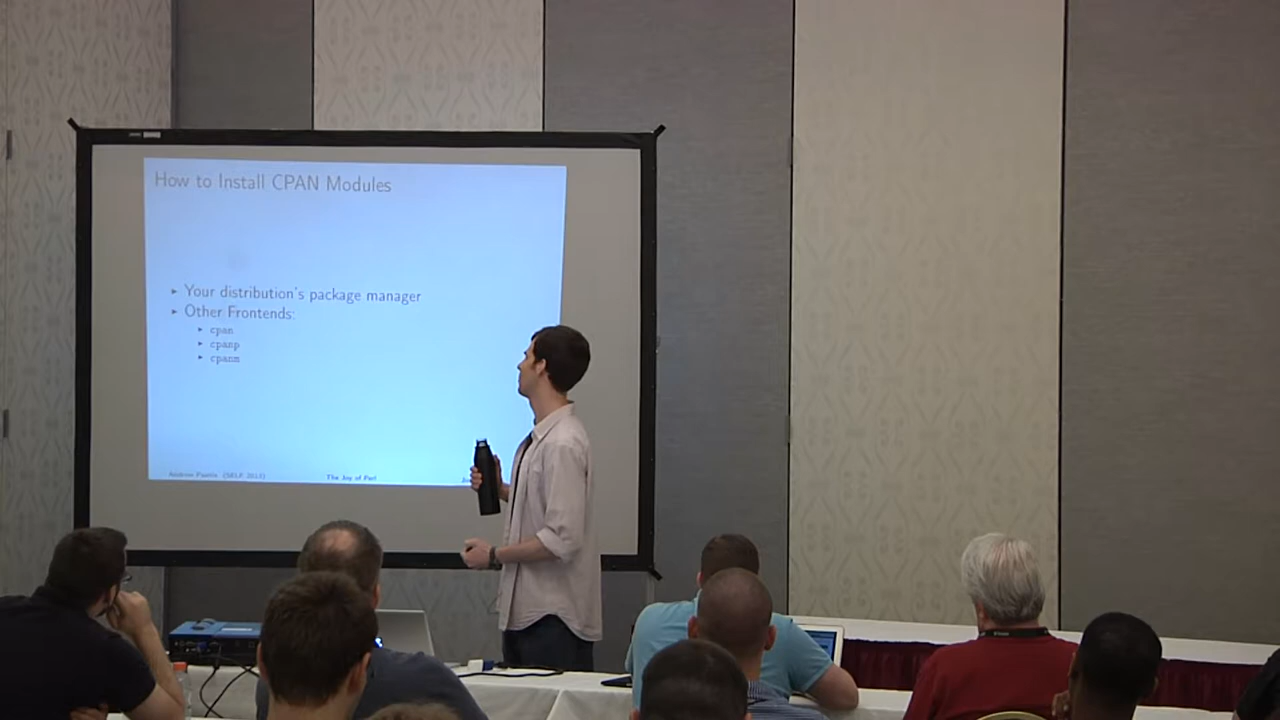 How to Install CPAN Modules
► Your distribution's package manager
► Other Frontends:
► cpan
► cpanp
► cpanm
The Joy of Perl